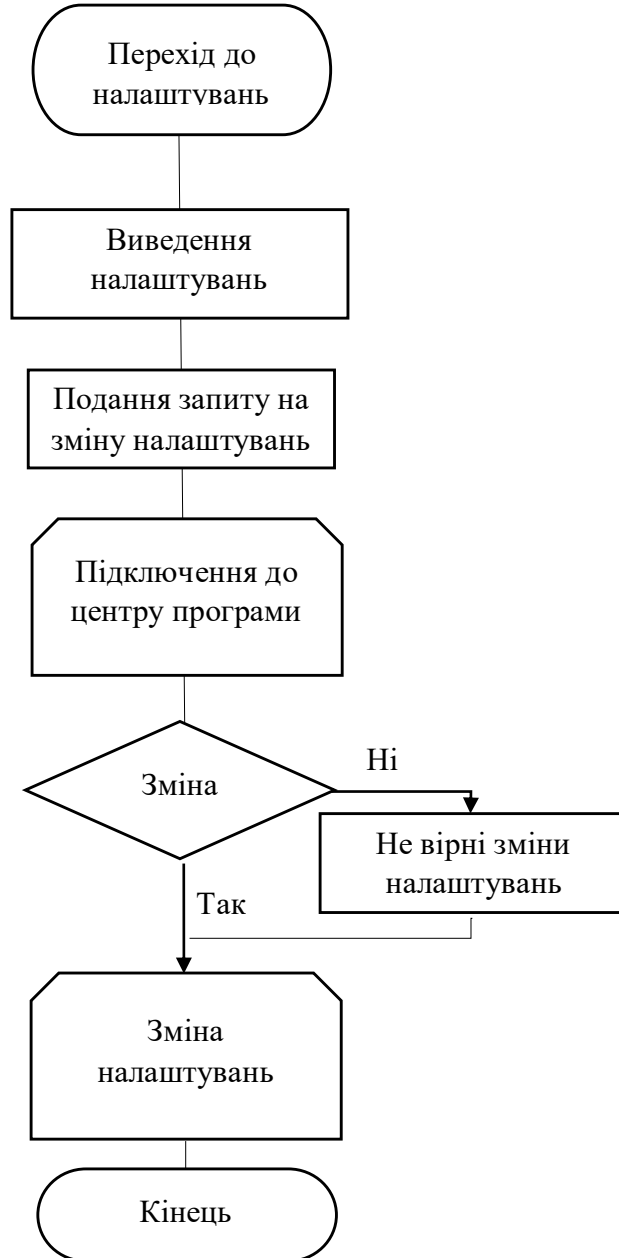 Перехід до
налаштувань
Виведення
налаштувань
Подання запиту на
зміну налаштувань
Підключення до
центру програми
Зміна
Ні
Не вірні зміни
налаштувань
Так
Зміна
налаштувань
Кінець